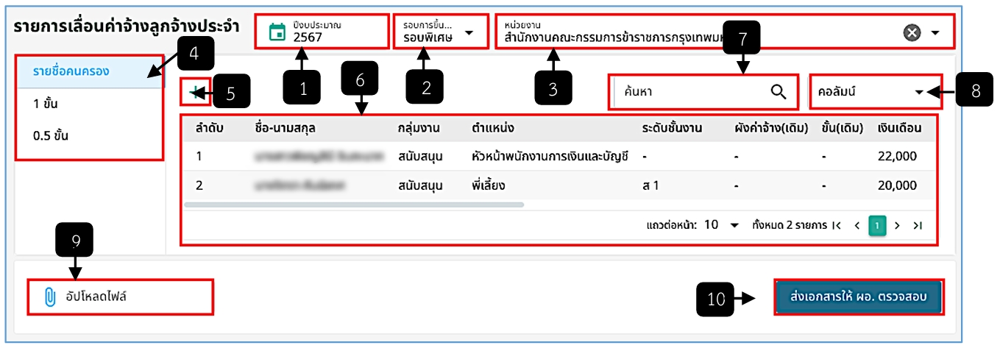 รายการเลื่อนค่าจ้างลูกจ้างประจำ
ปีงบประมาณ
2567
รอบการขึ้น...
รอบพิเศษ
หน่วยงาน
สำนักงานคณะกรรมการข้าราชการกรุงเทพม
1
2
3
7
4
5
6
8
รายชื่อคนครอง
1 ขั้น
0.5 ขั้น
ค้นหา
คอลัมน์
ลำดับ ชื่อ-นามสกุล กลุ่มงาน ตำแหน่ง ระดับชั้นงาน ผังค่าจ้าง(เดิม) ขั้น(เดิม) เงินเดือน
1 สนับสนุน หัวหน้าพนักงานการเงินและบัญชี - - - 22,000
2 สนับสนุน พี่เลี้ยง ส 1 - - 20,000
แถวต่อหน้า: 10 ทั้งหมด 2 รายการ 1
9
อัปโหลดไฟล์
10
ส่งเอกสารให้ ผอ. ตรวจสอบ